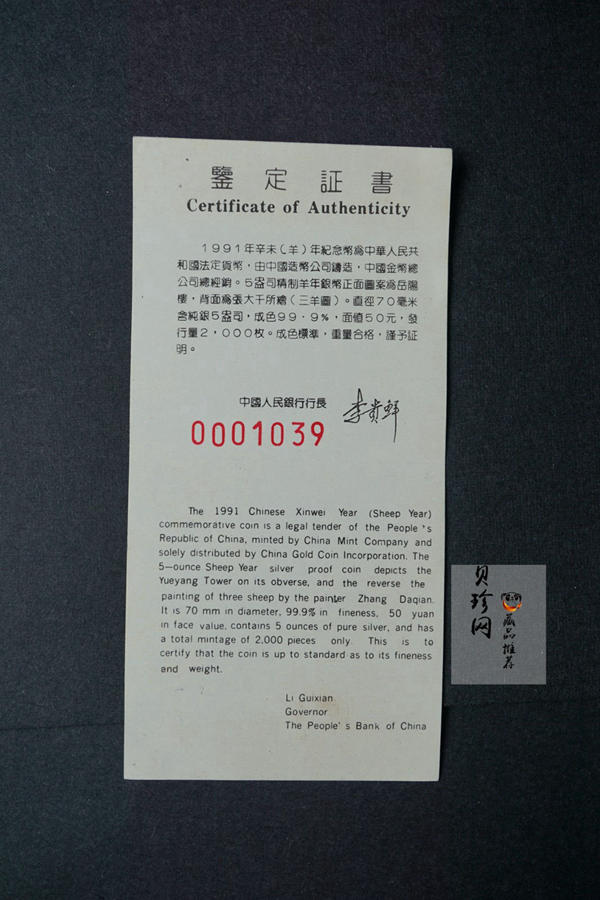 鑒定証書
Certificate of Authenticity
1991年辛未(羊)年紀念幣爲中華人民共
和國法定貨幣，由中國造幣公司鑄造，中國金幣總
公司總經銷。5盎司精制羊年銀幣正面圖案爲岳陽
樓，背面爲張大千所繪（三羊圖）。直徑70毫米
含純銀5盎司，成色99.9%，面值50元，發
行量2,000枚。成色標準，重量合格，謹予証
明。
中國人民銀行行長 李贵鲜
0001039
The 1991 Chinese Xinwei Year (Sheep Year)
commemorative coin is a legal tender of the People's
Republic of China, minted by China Mint Company and
solely distributed by China Gold Coin Incorporation. The
5-ounce Sheep Year silver proof coin depicts the
Yueyang Tower on its obverse, and the reverse the
painting of three sheep by the painter Zhang Daqian.
It is 70 mm in diameter, 99.9% in fineness, 50 yuan
in face value, contains 5 ounces of pure silver, and has
a total mintage of 2,000 pieces only. This is to
certify that the coin is up to standard as to its fineness
and weight.
Li Guixian
Governor
The People's Bank of China
贝珍网
藏品推荐